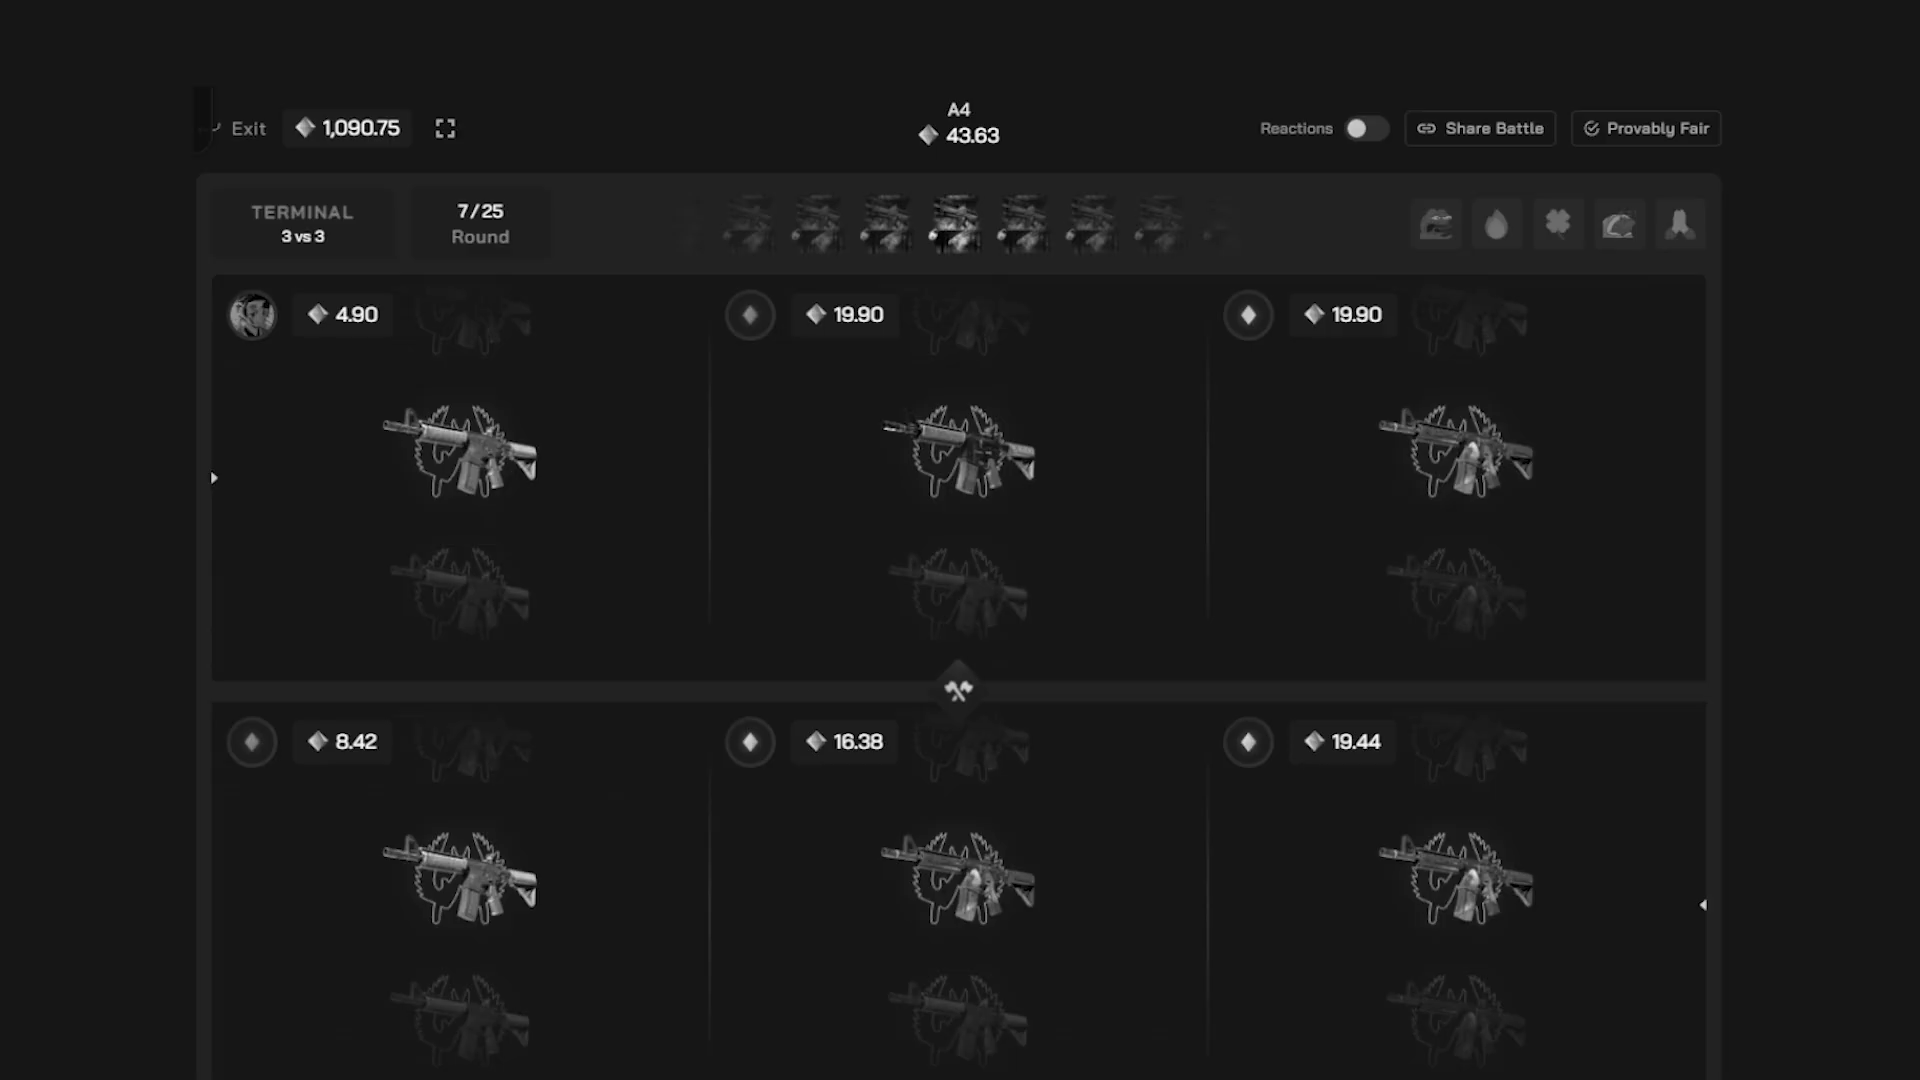 Exit
1,090.75
A4
43.63
Reactions
Share Battle
Provably Fair
TERMINAL
3 vs 3
7/25
Round
4.90
19.90
19.90
8.42
16.38
19.44